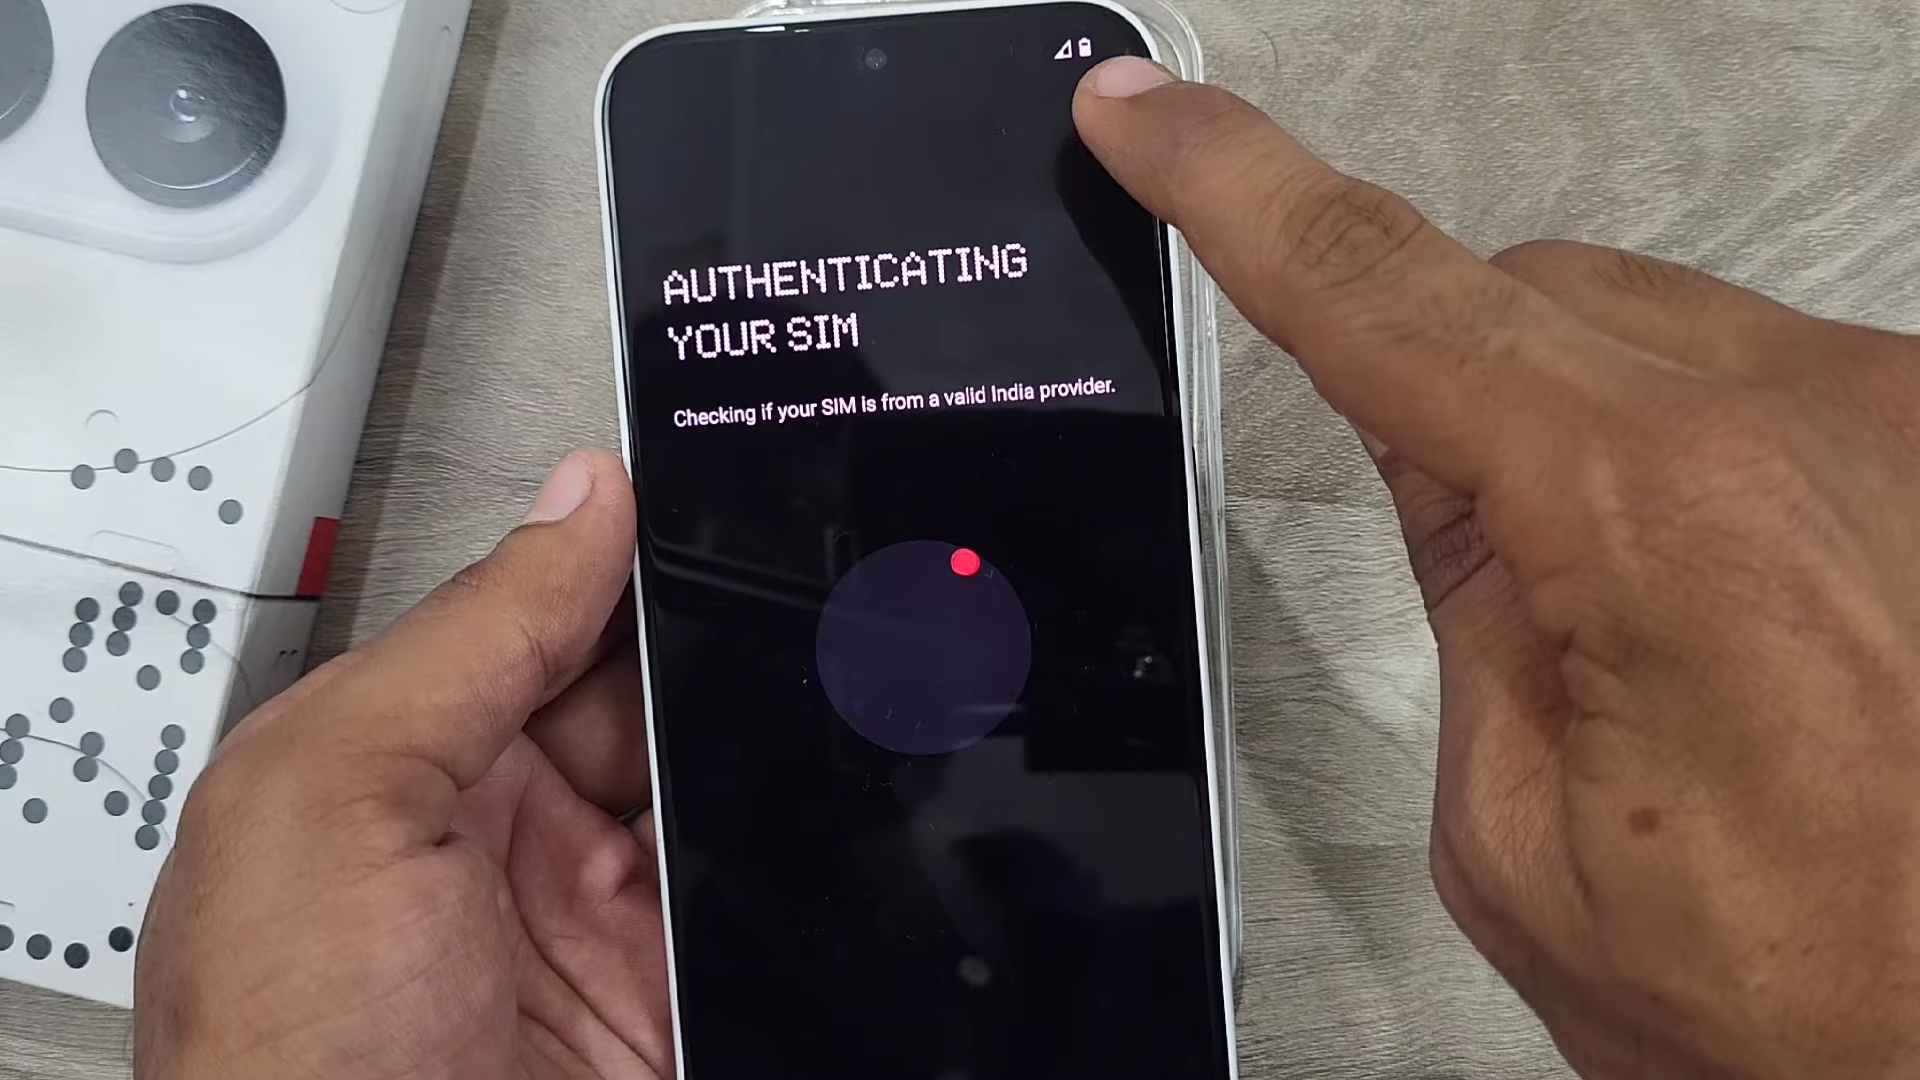 AUTHENTICATING
YOUR SIM
Checking if your SIM is from a valid India provider.